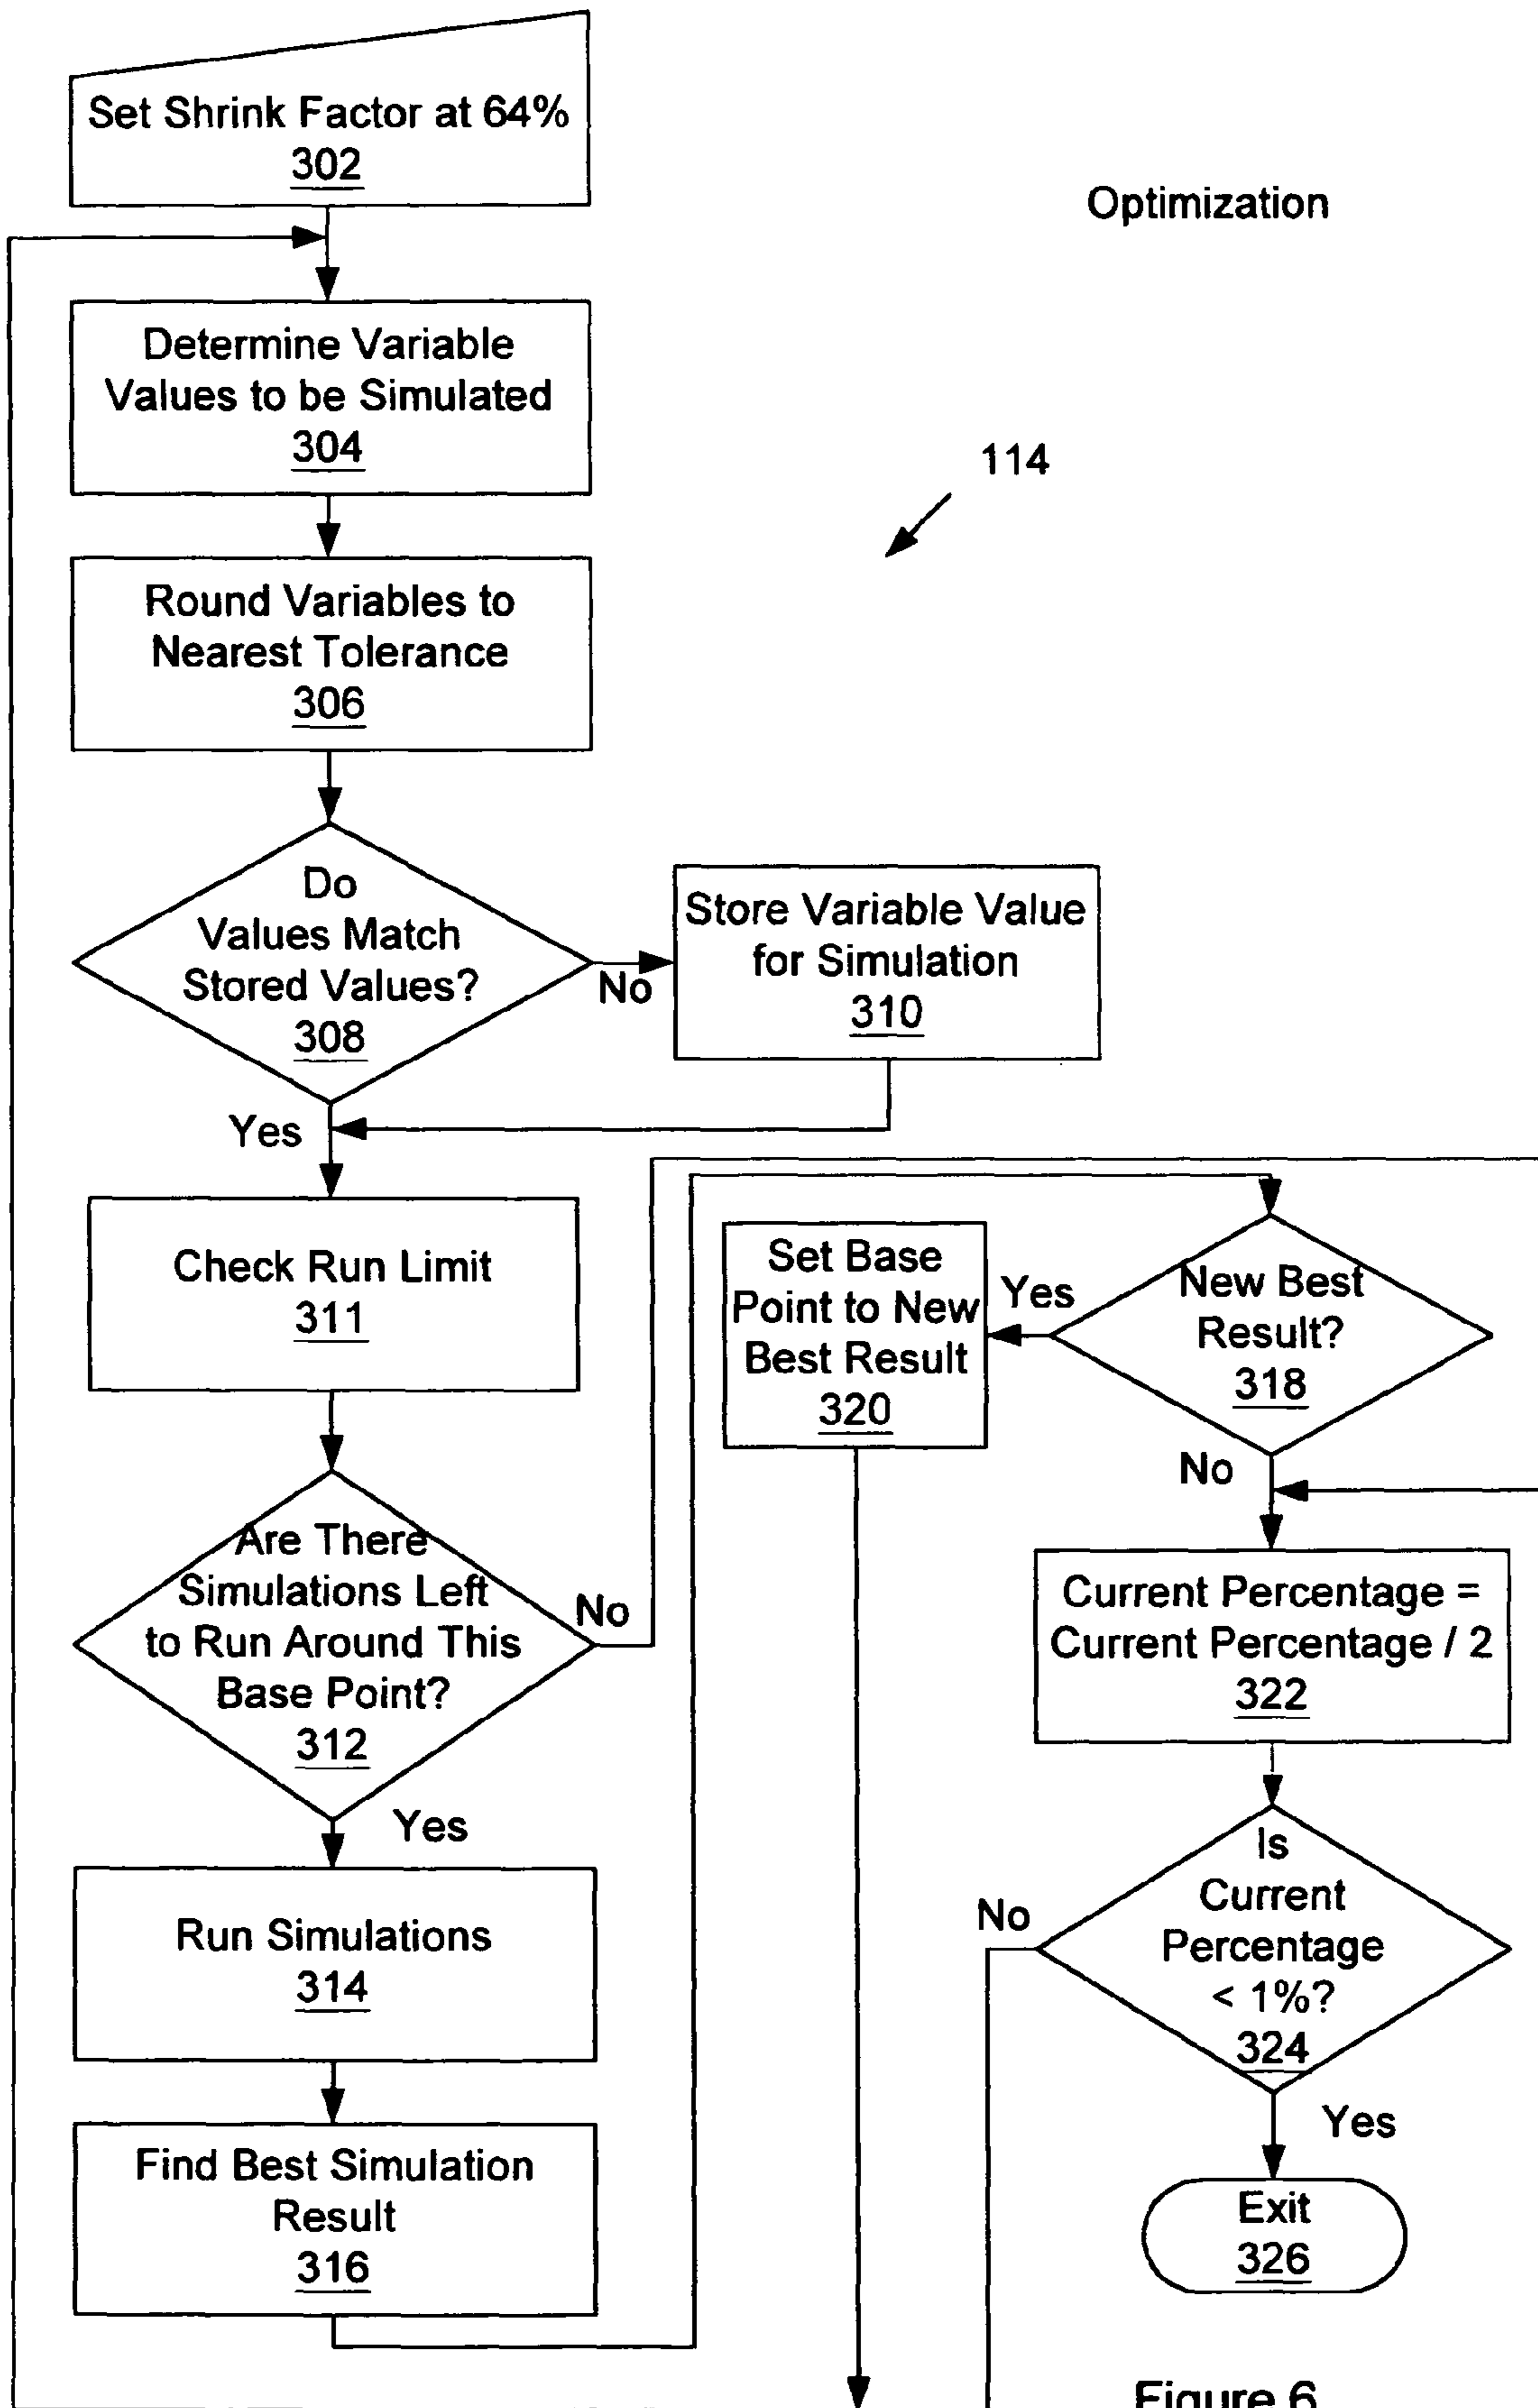 Set Shrink Factor at 64%
302
Optimization
Determine Variable
Values to be Simulated
304
114
Round Variables to
Nearest Tolerance
306
Do
Values Match
Stored Values?
308
No
Store Variable Value
for Simulation
310
Yes
Check Run Limit
311
Are There
Simulations Left
to Run Around This
Base Point?
312
No
Yes
Run Simulations
314
Find Best Simulation
Result
316
New Best
Result?
318
Yes
Set Base
Point to New
Best Result
320
No
Current Percentage =
Current Percentage / 2
322
Is
Current
Percentage
< 1%?
324
No
Yes
Exit
326
Figure 6